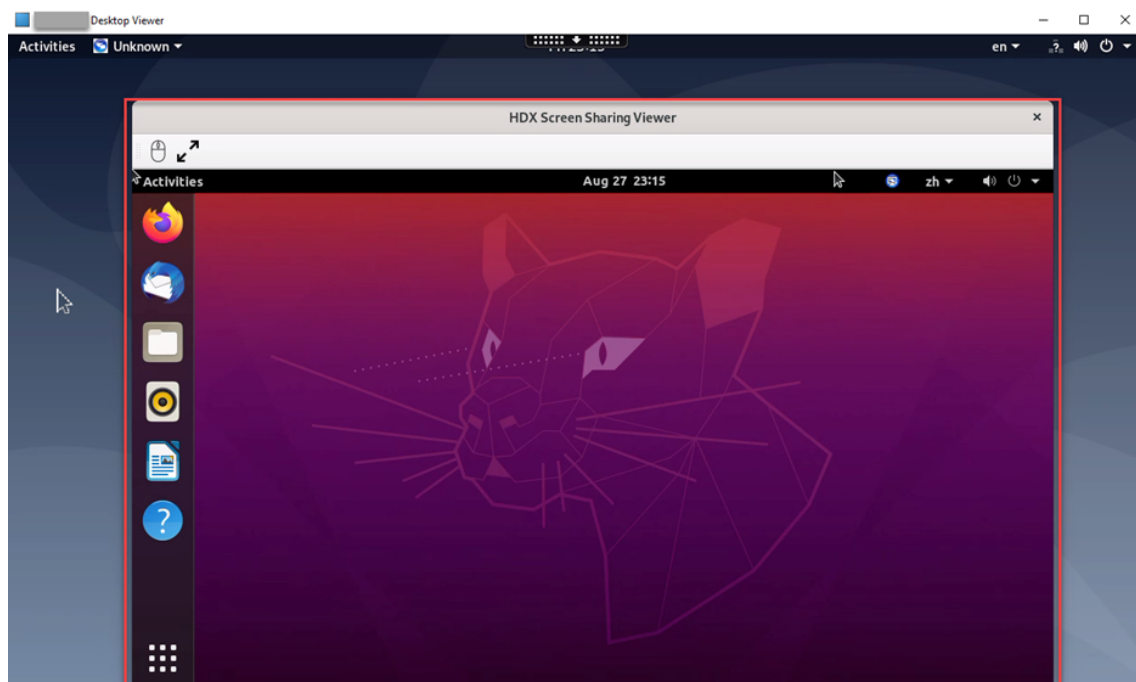 Desktop Viewer
Activities Unknown en
HDX Screen Sharing Viewer
Activities Aug 27 23:15 zh